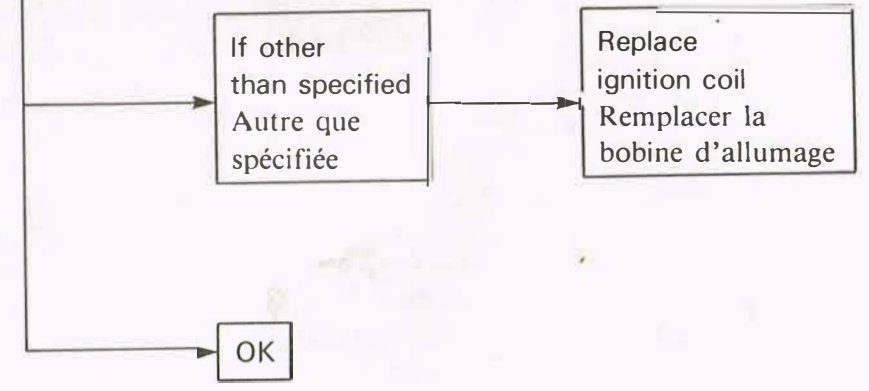 If other
than specified
Autre que
spécifiée
Replace
ignition coil
Remplacer la
bobine d'allumage
OK